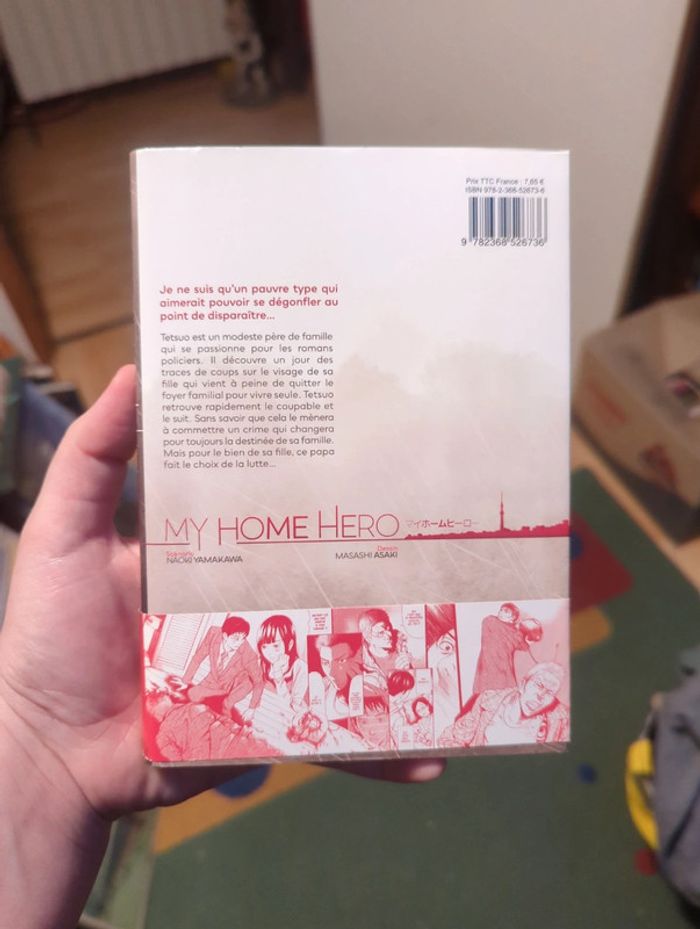 Prix TTC France : 7,65 €
ISBN 978-2-368-52673-6
9 782368 526736
Je ne suis qu'un pauvre type qui
aimerait pouvoir se dégonfler au
point de disparaître...
Tetsuo est un modeste père de famille
qui se passionne pour les romans
policiers. Il découvre un jour des
traces de coups sur le visage de sa
fille qui vient à peine de quitter le
foyer familial pour vivre seule. Tetsuo
retrouve rapidement le coupable et
le suit. Sans savoir que cela le mènera
à commettre un crime qui changera
pour toujours la destinée de sa famille.
Mais pour le bien de sa fille, ce papa
fait le choix de la lutte...
MY HOME HERO マイホームヒーロー
Scénario
NAOKI YAMAKAWA
Dessin
MASASHI ASAKI